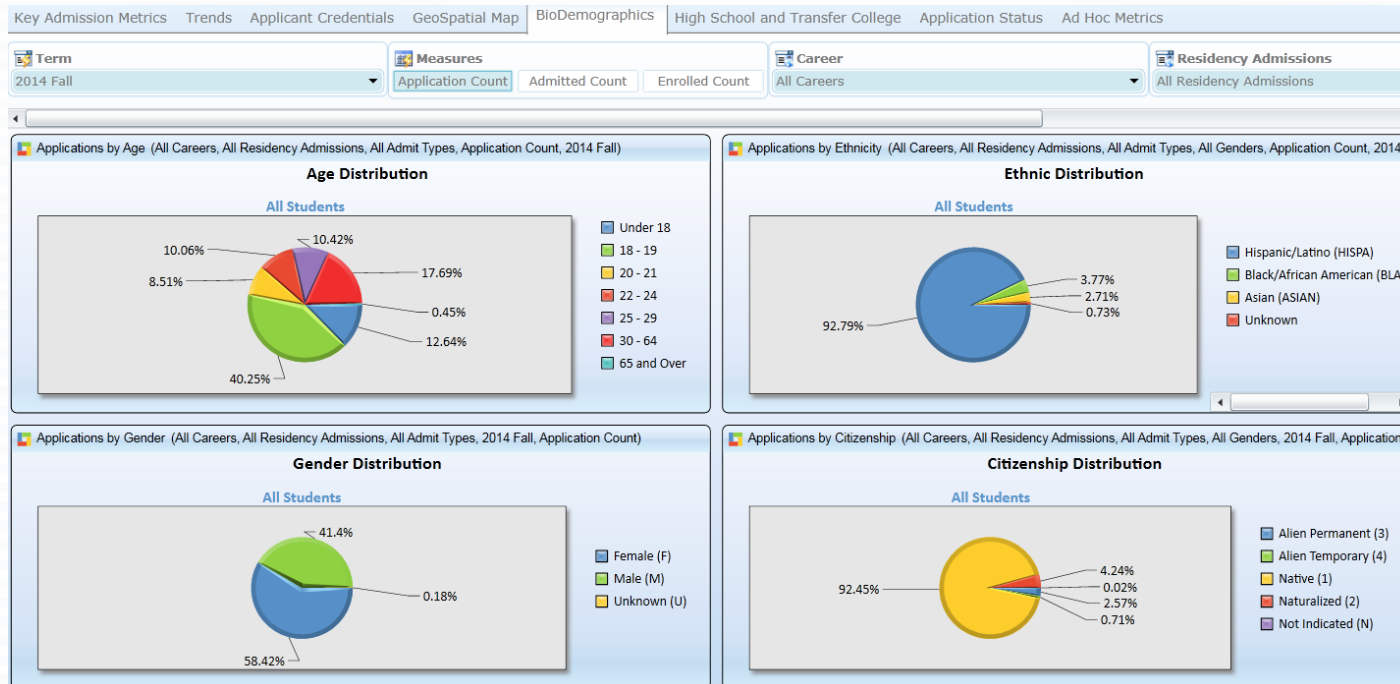 Key Admission Metrics Trends Applicant Credentials GeoSpatial Map BioDemographics High School and Transfer College Application Status Ad Hoc Metrics
Term Measures Career Residency Admissions
2014 Fall Application Count Admitted Count Enrolled Count All Careers All Residency Admissions
Applications by Age (All Careers, All Residency Admissions, All Admit Types, Application Count, 2014 Fall)
Age Distribution
All Students
10.42%
10.06%
17.69%
8.51%
0.45%
12.64%
40.25%
Under 18
18 - 19
20 - 21
22 - 24
25 - 29
30 - 64
65 and Over
Applications by Ethnicity (All Careers, All Residency Admissions, All Admit Types, All Genders, Application Count, 2014
Ethnic Distribution
All Students
3.77%
2.71%
0.73%
92.79%
Hispanic/Latino (HISPA)
Black/African American (BLA
Asian (ASIAN)
Unknown
Applications by Gender (All Careers, All Residency Admissions, All Admit Types, 2014 Fall, Application Count)
Gender Distribution
All Students
41.4%
0.18%
58.42%
Female (F)
Male (M)
Unknown (U)
Applications by Citizenship (All Careers, All Residency Admissions, All Admit Types, All Genders, 2014 Fall, Application
Citizenship Distribution
All Students
4.24%
92.45%
0.02%
2.57%
0.71%
Alien Permanent (3)
Alien Temporary (4)
Native (1)
Naturalized (2)
Not Indicated (N)